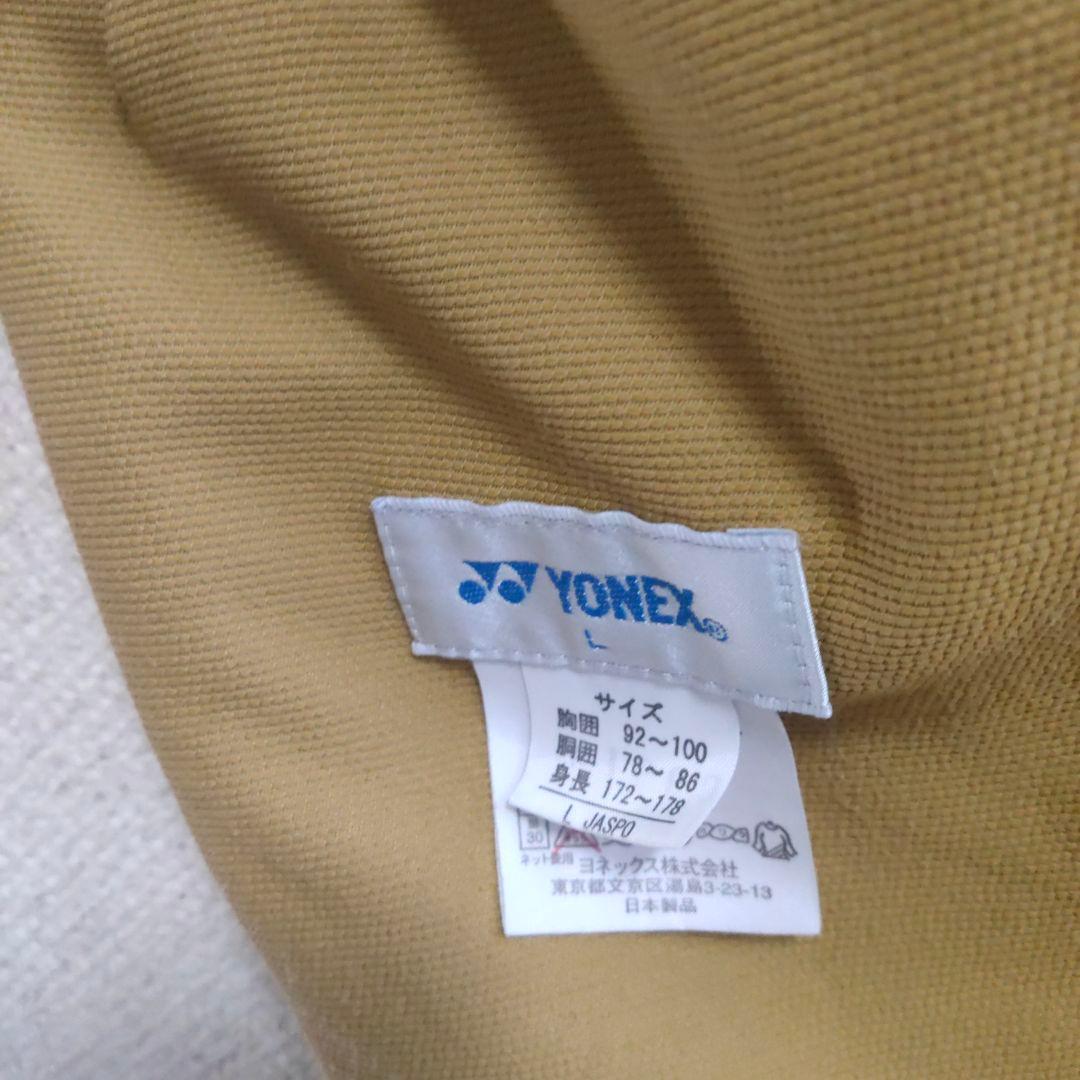 YONEX®
L
サイズ
胸囲 92~100
胴囲 78~ 86
身長 172~178
L JASPO
30
ネット使用
ヨネックス株式会社
東京都文京区湯島3-23-13
日本製品